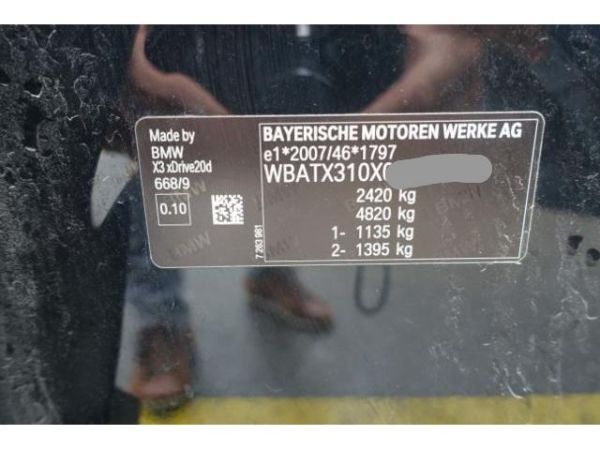 Made by
BMW
X3 xDrive20d
668/9
0.10
7 263 981
BAYERISCHE MOTOREN WERKE AG
e1*2007/46*1797
WBATX310X
2420 kg
4820 kg
1- 1135 kg
2- 1395 kg